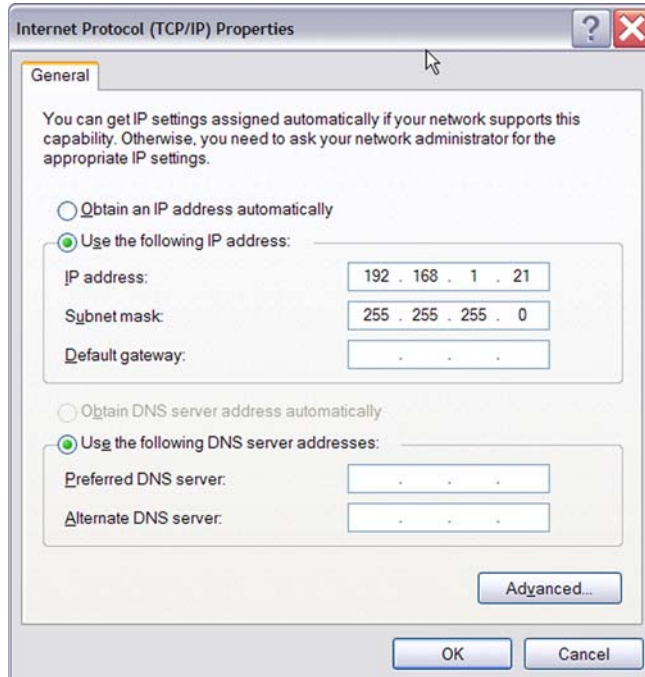 Internet Protocol (TCP/IP) Properties
General
You can get IP settings assigned automatically if your network supports this
capability. Otherwise, you need to ask your network administrator for the
appropriate IP settings.
Obtain an IP address automatically
Use the following IP address:
IP address: 192 . 168 . 1 . 21
Subnet mask: 255 . 255 . 255 . 0
Default gateway: . . .
Obtain DNS server address automatically
Use the following DNS server addresses:
Preferred DNS server: . . .
Alternate DNS server: . . .
Advanced...
OK Cancel